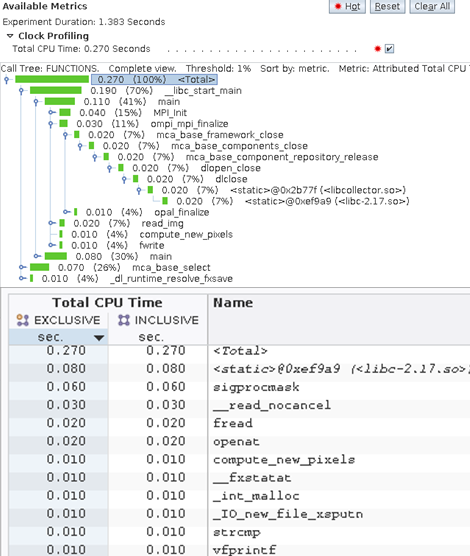 Available Metrics Hot Reset Clear All
Experiment Duration: 1.383 Seconds
Clock Profiling
Total CPU Time: 0.270 Seconds . . . . . . . . . . . . . . . . . . . . . . . .
Call Tree: FUNCTIONS. Complete view. Threshold: 1% Sort by: metric. Metric: Attributed Total CPU
0.270 (100%) <Total>
0.190 (70%) __libc_start_main
0.110 (41%) main
0.040 (15%) MPI_Init
0.030 (11%) ompi_mpi_finalize
0.020 (7%) mca_base_framework_close
0.020 (7%) mca_base_components_close
0.020 (7%) mca_base_component_repository_release
0.020 (7%) dlopen_close
0.020 (7%) dlclose
0.020 (7%) <static>@0x2b77f (<libcollector.so>)
0.020 (7%) <static>@0xef9a9 (<libc-2.17.so>)
0.010 (4%) opal_finalize
0.020 (7%) read_img
0.010 (4%) compute_new_pixels
0.010 (4%) fwrite
0.080 (30%) main
0.070 (26%) mca_base_select
0.010 (4%) _dl_runtime_resolve_fxsave
Total CPU Time Name
EXCLUSIVE INCLUSIVE
sec. sec.
0.270 0.270 <Total>
0.080 0.080 <static>@0xef9a9 (<libc-2.17.so>)
0.060 0.060 sigprocmask
0.030 0.030 __read_nocancel
0.020 0.020 fread
0.020 0.020 openat
0.010 0.010 compute_new_pixels
0.010 0.010 __fxstatat
0.010 0.010 _int_malloc
0.010 0.010 _IO_new_file_xsputn
0.010 0.010 strcmp
0.010 0.010 vfprintf